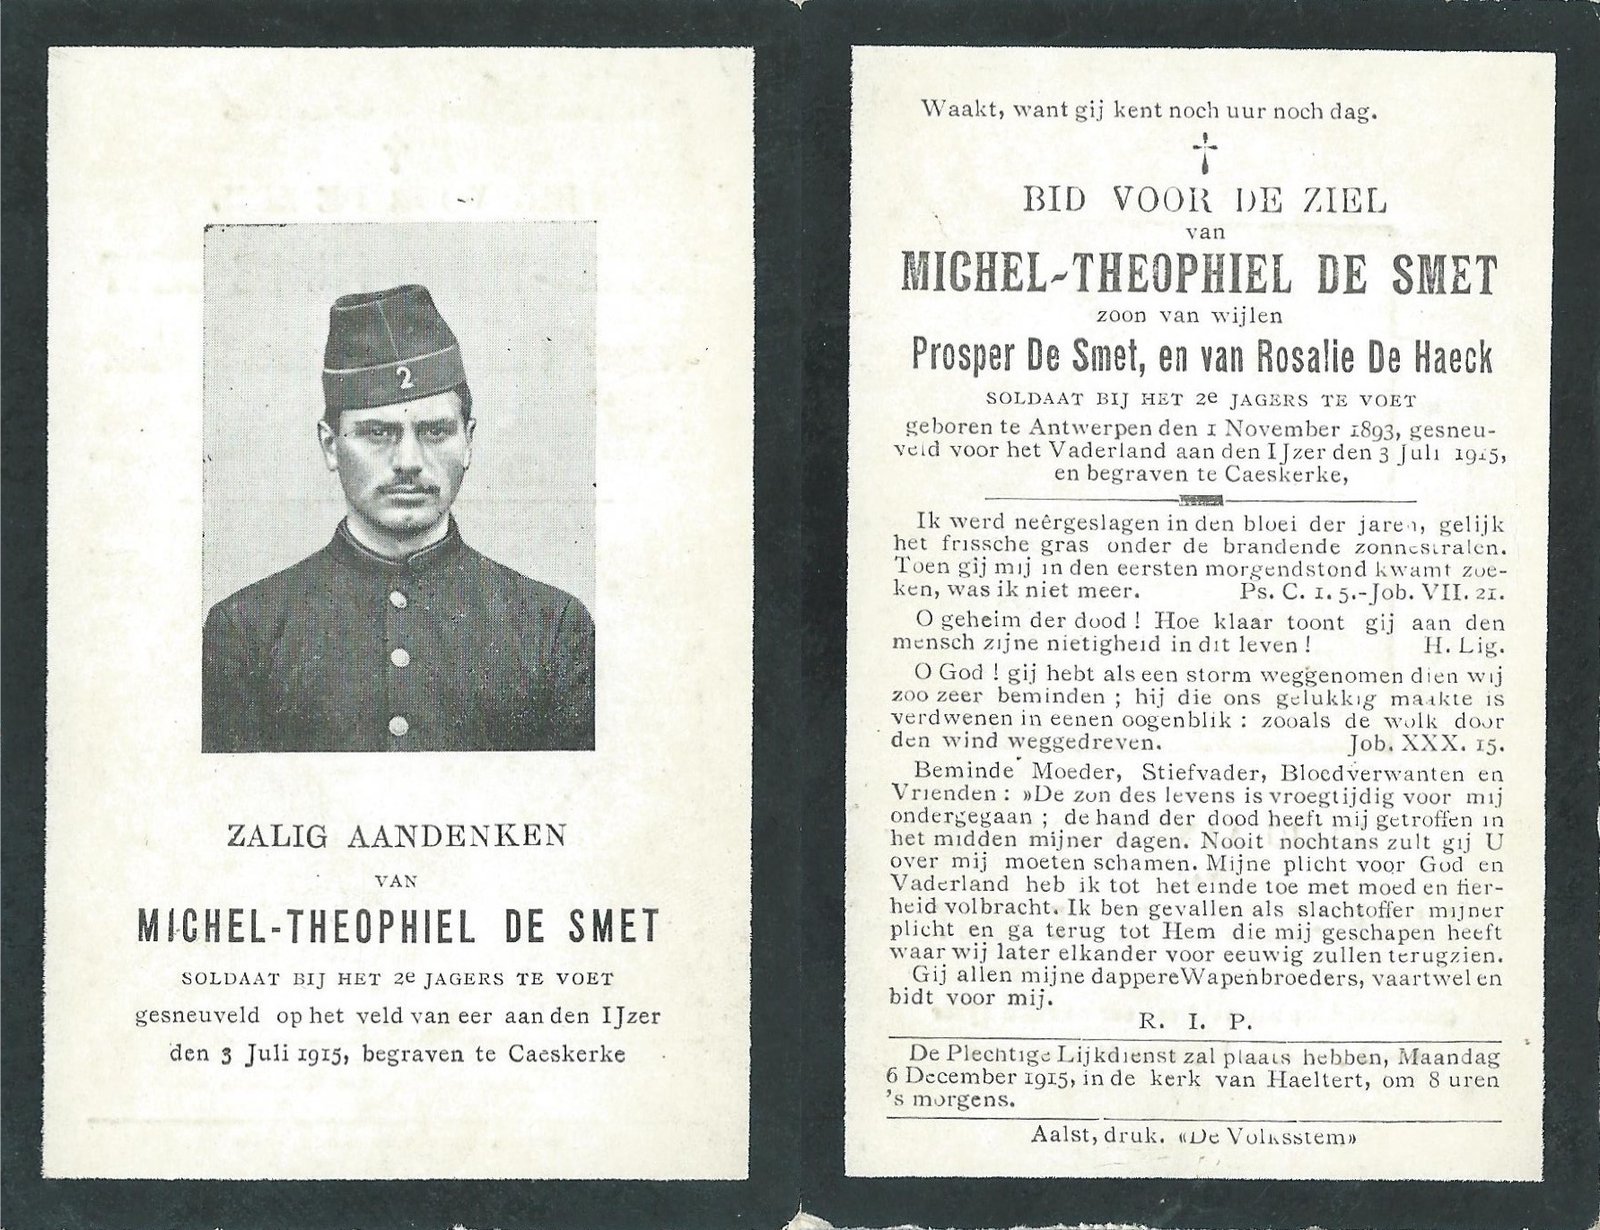 2
ZALIG AANDENKEN
VAN
MICHEL-THEOPHIEL DE SMET
SOLDAAT BIJ HET 2e JAGERS TE VOET
gesneuveld op het veld van eer aan den IJzer
den 3 Juli 1915, begraven te Caeskerke
Waakt, want gij kent noch uur noch dag.
BID VOOR DE ZIEL
van
MICHEL-THEOPHIEL DE SMET
zoon van wijlen
Prosper De Smet, en van Rosalie De Haeck
SOLDAAT BIJ HET 2e JAGERS TE VOET
geboren te Antwerpen den 1 November 1893, gesneu-
veld voor het Vaderland aan den IJzer den 3 Juli 1915,
en begraven te Caeskerke,
Ik werd neêrgeslagen in den bloei der jaren, gelijk
het frissche gras onder de brandende zonnestralen.
Toen gij mij in den eersten morgendstond kwamt zoe-
ken, was ik niet meer. Ps. C. 1. 5.-Job. VII. 21.
O geheim der dood ! Hoe klaar toont gij aan den
mensch zijne nietigheid in dit leven ! H. Lig.
O God ! gij hebt als een storm weggenomen dien wij
zoo zeer beminden ; hij die ons gelukkig maakte is
verdwenen in eenen oogenblik : zooals de wolk door
den wind weggedreven. Job. XXX. 15.
Beminde Moeder, Stiefvader, Bloedverwanten en
Vrienden : »De zon des levens is vroegtijdig voor mij
ondergegaan ; de hand der dood heeft mij getroffen in
het midden mijner dagen. Nooit nochtans zult gij U
over mij moeten schamen. Mijne plicht voor God en
Vaderland heb ik tot het einde toe met moed en fier-
heid volbracht. Ik ben gevallen als slachtoffer mijner
plicht en ga terug tot Hem die mij geschapen heeft
waar wij later elkander voor eeuwig zullen terugzien.
Gij allen mijne dappere Wapenbroeders, vaartwel en
bidt voor mij.
R. I. P.
De Plechtige Lijkdienst zal plaats hebben, Maandag
6 December 1915, in de kerk van Haeltert, om 8 uren
's morgens.
Aalst, druk. «De Volksstem»